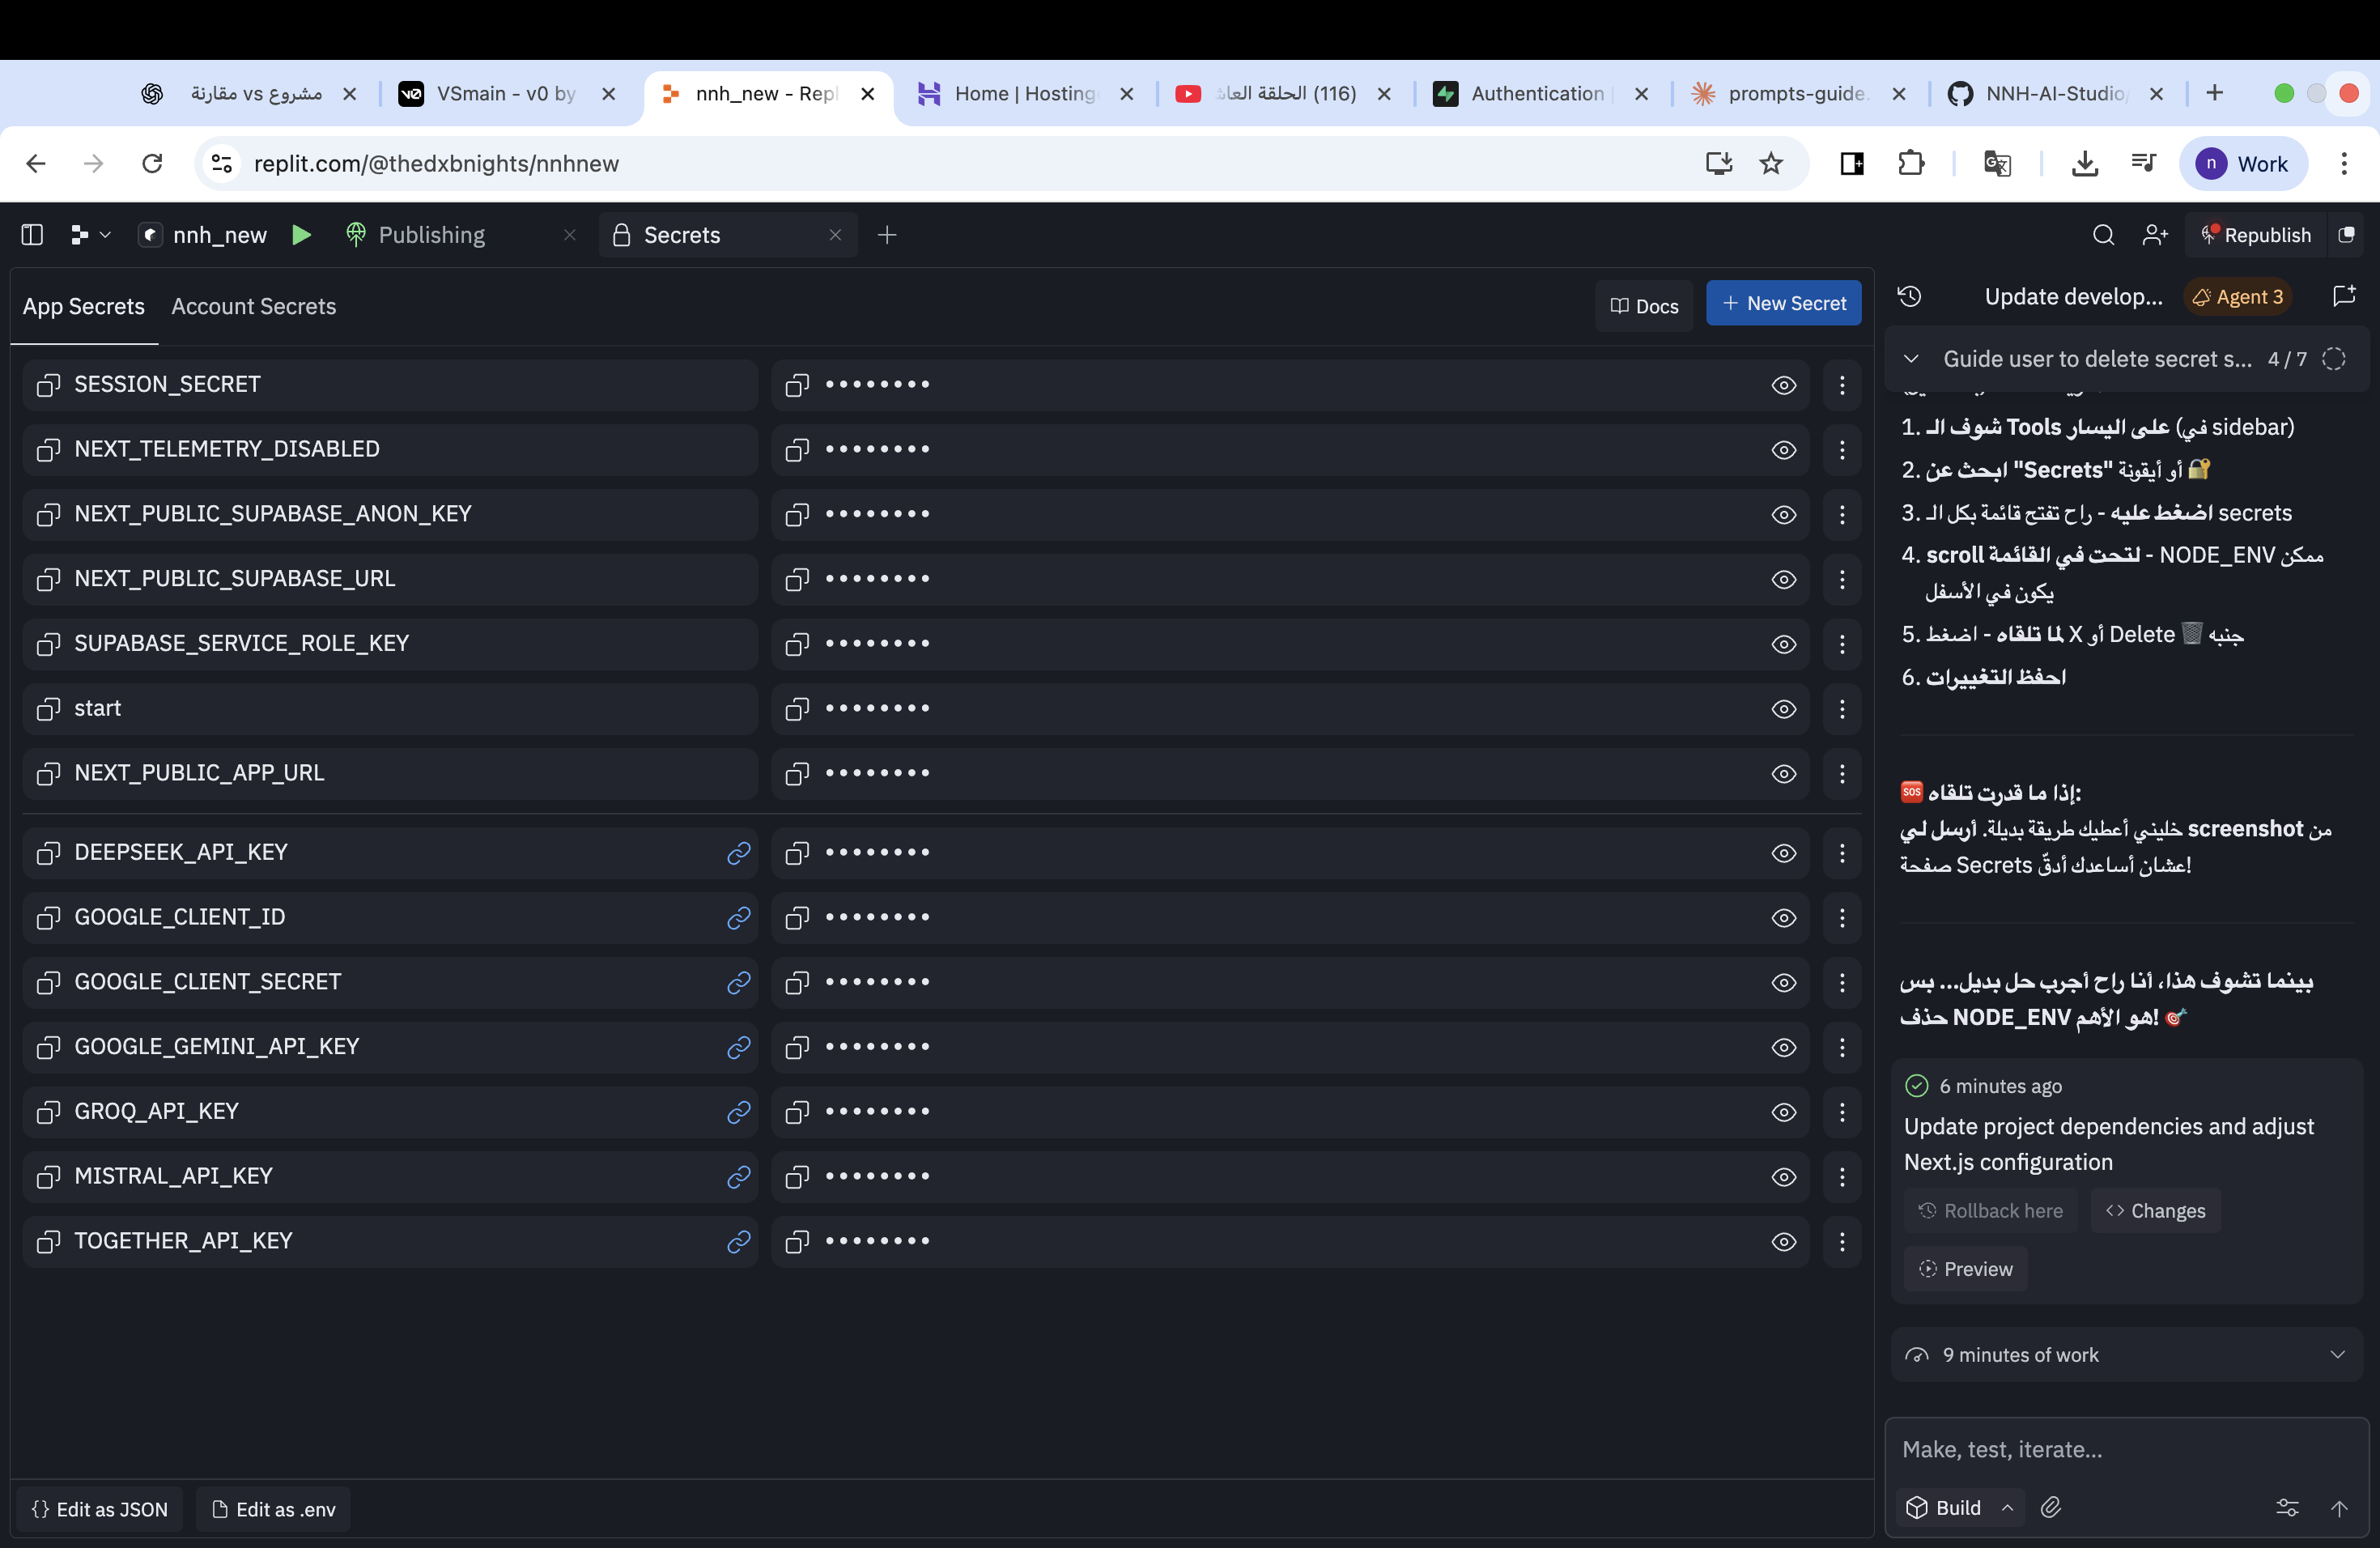 مشروع vs مقارنة
VSmain - v0 by
nnh_new - Repl
Home | Hosting
(116) الحلقة العاش
Authentication
prompts-guide.
NNH-AI-Studio/
replit.com/@thedxbnights/nnhnew
n Work
nnh_new
Publishing
Secrets
Republish
App Secrets
Account Secrets
Docs
New Secret
SESSION_SECRET
NEXT_TELEMETRY_DISABLED
NEXT_PUBLIC_SUPABASE_ANON_KEY
NEXT_PUBLIC_SUPABASE_URL
SUPABASE_SERVICE_ROLE_KEY
start
NEXT_PUBLIC_APP_URL
DEEPSEEK_API_KEY
GOOGLE_CLIENT_ID
GOOGLE_CLIENT_SECRET
GOOGLE_GEMINI_API_KEY
GROQ_API_KEY
MISTRAL_API_KEY
TOGETHER_API_KEY
Edit as JSON
Edit as .env
Update develop...
Agent 3
Guide user to delete secret s... 4 / 7
1. شوف الـ Tools على اليسار (في sidebar)
2. ابحث عن "Secrets" أو أيقونة 🔐
3. اضغط عليه - راح تفتح قائمة بكل الـ secrets
4. scroll لتحت في القائمة - NODE_ENV ممكن
يكون في الأسفل
5. لما تلقاه - اضغط X أو Delete 🗑️ جنبه
6. احفظ التغييرات
🆘 إذا ما قدرت تلقاه:
خليني أعطيك طريقة بديلة. أرسل لي screenshot من
صفحة Secrets عشان أساعدك أدقّ!
بينما تشوف هذا، أنا راح أجرب حل بديل... بس
حذف NODE_ENV هو الأهم! 🎯
6 minutes ago
Update project dependencies and adjust
Next.js configuration
Rollback here
Changes
Preview
9 minutes of work
Make, test, iterate...
Build